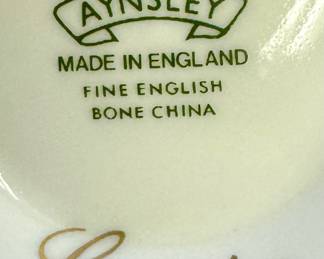 AYNSLEY
MADE IN ENGLAND
FINE ENGLISH
BONE CHINA